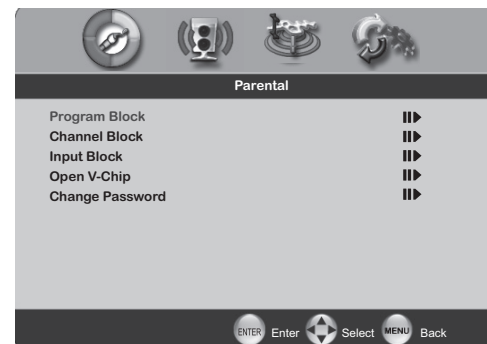 Parental
Program Block
Channel Block
Input Block
Open V-Chip
Change Password
ENTER Enter Select MENU Back